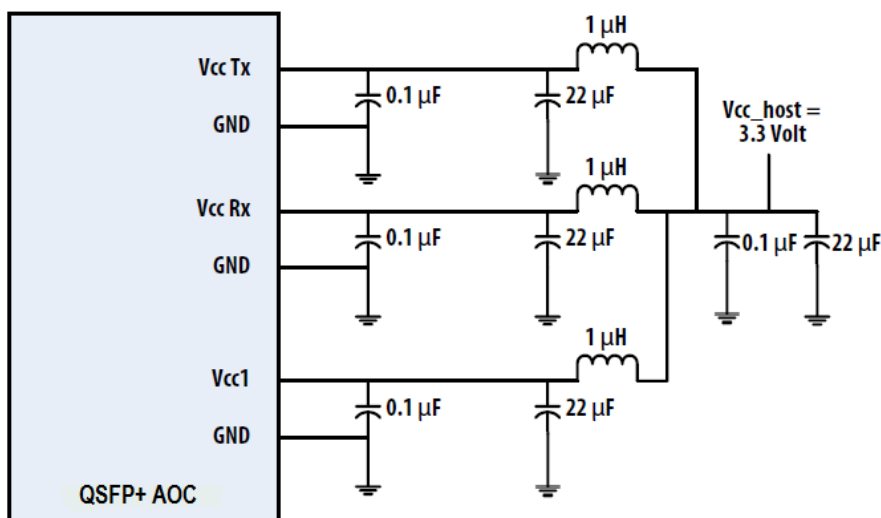 1 μH
Vcc Tx
0.1 μF
22 μF
GND
Vcc_host =
3.3 Volt
1 μH
Vcc Rx
0.1 μF
22 μF
0.1 μF
22 μF
GND
1 μH
Vcc1
0.1 μF
22 μF
GND
QSFP+ AOC